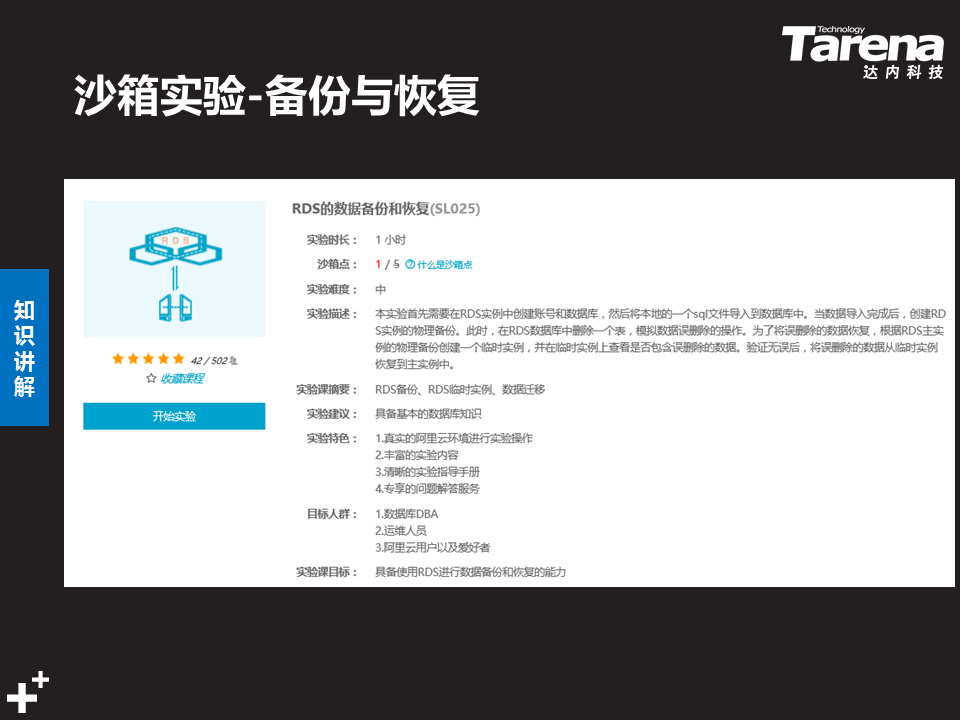 Technology
Tarena
达内科技
沙箱实验-备份与恢复
知识讲解
RDS
42 / 502
收藏课程
开始实验
RDS的数据备份和恢复(SL025)
实验时长： 1 小时
沙箱点： 1 / 5 ? 什么是沙箱点
实验难度： 中
实验描述： 本实验首先需要在RDS实例中创建账号和数据库，然后将本地的一个sql文件导入到数据库中。当数据导入完成后，创建RD
S实例的物理备份。此时，在RDS数据库中删除一个表，模拟数据误删除的操作。为了将误删除的数据恢复，根据RDS主实
例的物理备份创建一个临时实例，并在临时实例上查看是否包含误删除的数据。验证无误后，将误删除的数据从临时实例
恢复到主实例中。
实验课摘要： RDS备份、RDS临时实例、数据迁移
实验建议： 具备基本的数据库知识
实验特色： 1.真实的阿里云环境进行实验操作
2.丰富的实验内容
3.清晰的实验指导手册
4.专享的问题解答服务
目标人群： 1.数据库DBA
2.运维人员
3.阿里云用户以及爱好者
实验课目标： 具备使用RDS进行数据备份和恢复的能力